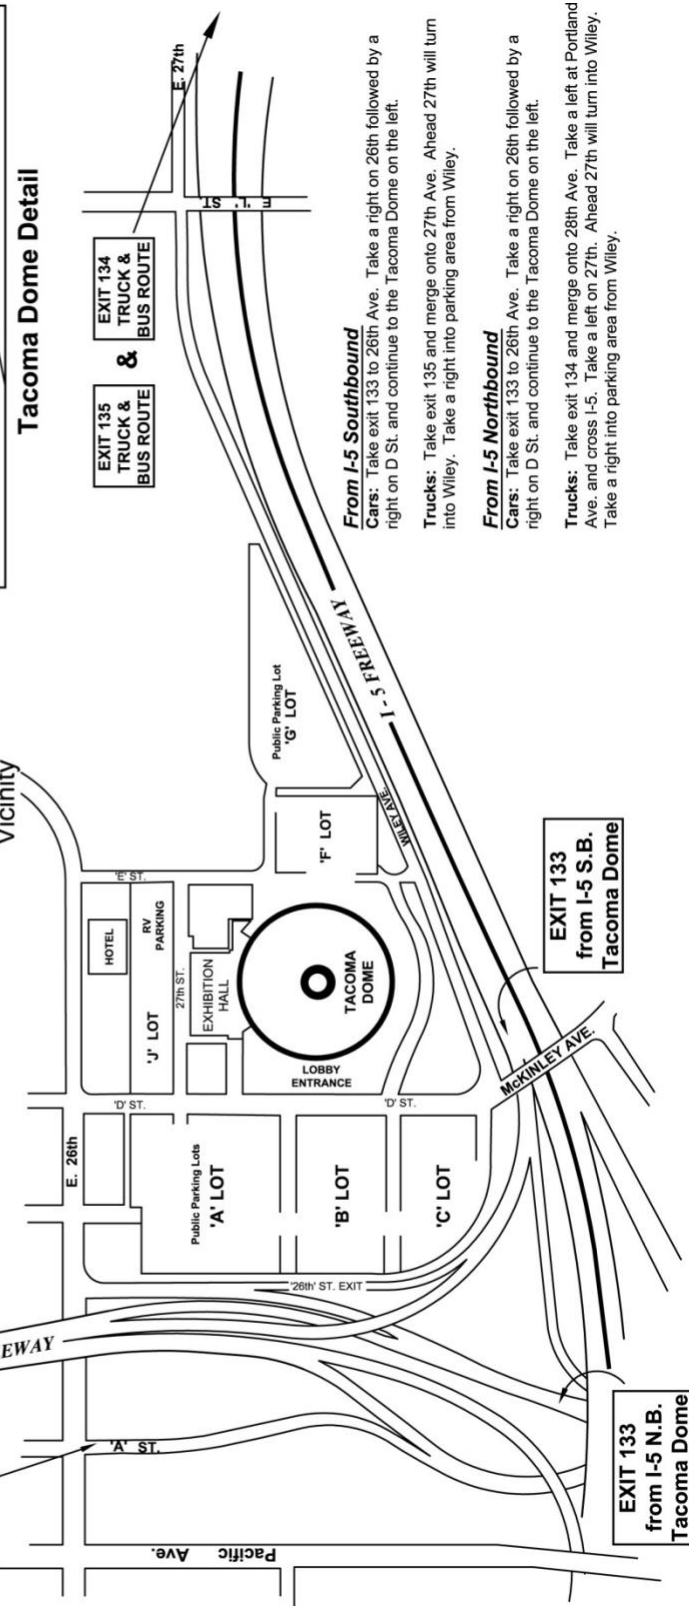 Vicinity
Tacoma Dome Detail
EXIT 135
TRUCK &
BUS ROUTE
&
EXIT 134
TRUCK &
BUS ROUTE
E. 27th
E 'L' ST.
EWAY
E. 26th
'A' ST.
Pacific Ave.
'D' ST.
'E' ST.
HOTEL
RV
PARKING
'J' LOT
27th ST.
EXHIBITION
HALL
TACOMA
DOME
LOBBY
ENTRANCE
Public Parking Lots
'A' LOT
'B' LOT
'C' LOT
'D' ST.
'26th' ST. EXIT
'F' LOT
Public Parking Lot
'G' LOT
WILEY AVE.
I - 5 FREEWAY
McKINLEY AVE.
EXIT 133
from I-5 S.B.
Tacoma Dome
EXIT 133
from I-5 N.B.
Tacoma Dome
From I-5 Southbound
Cars: Take exit 133 to 26th Ave. Take a right on 26th followed by a
right on D St. and continue to the Tacoma Dome on the left.
Trucks: Take exit 135 and merge onto 27th Ave. Ahead 27th will turn
into Wiley. Take a right into parking area from Wiley.
From I-5 Northbound
Cars: Take exit 133 to 26th Ave. Take a right on 26th followed by a
right on D St. and continue to the Tacoma Dome on the left.
Trucks: Take exit 134 and merge onto 28th Ave. Take a left at Portland
Ave. and cross I-5. Take a left on 27th. Ahead 27th will turn into Wiley.
Take a right into parking area from Wiley.